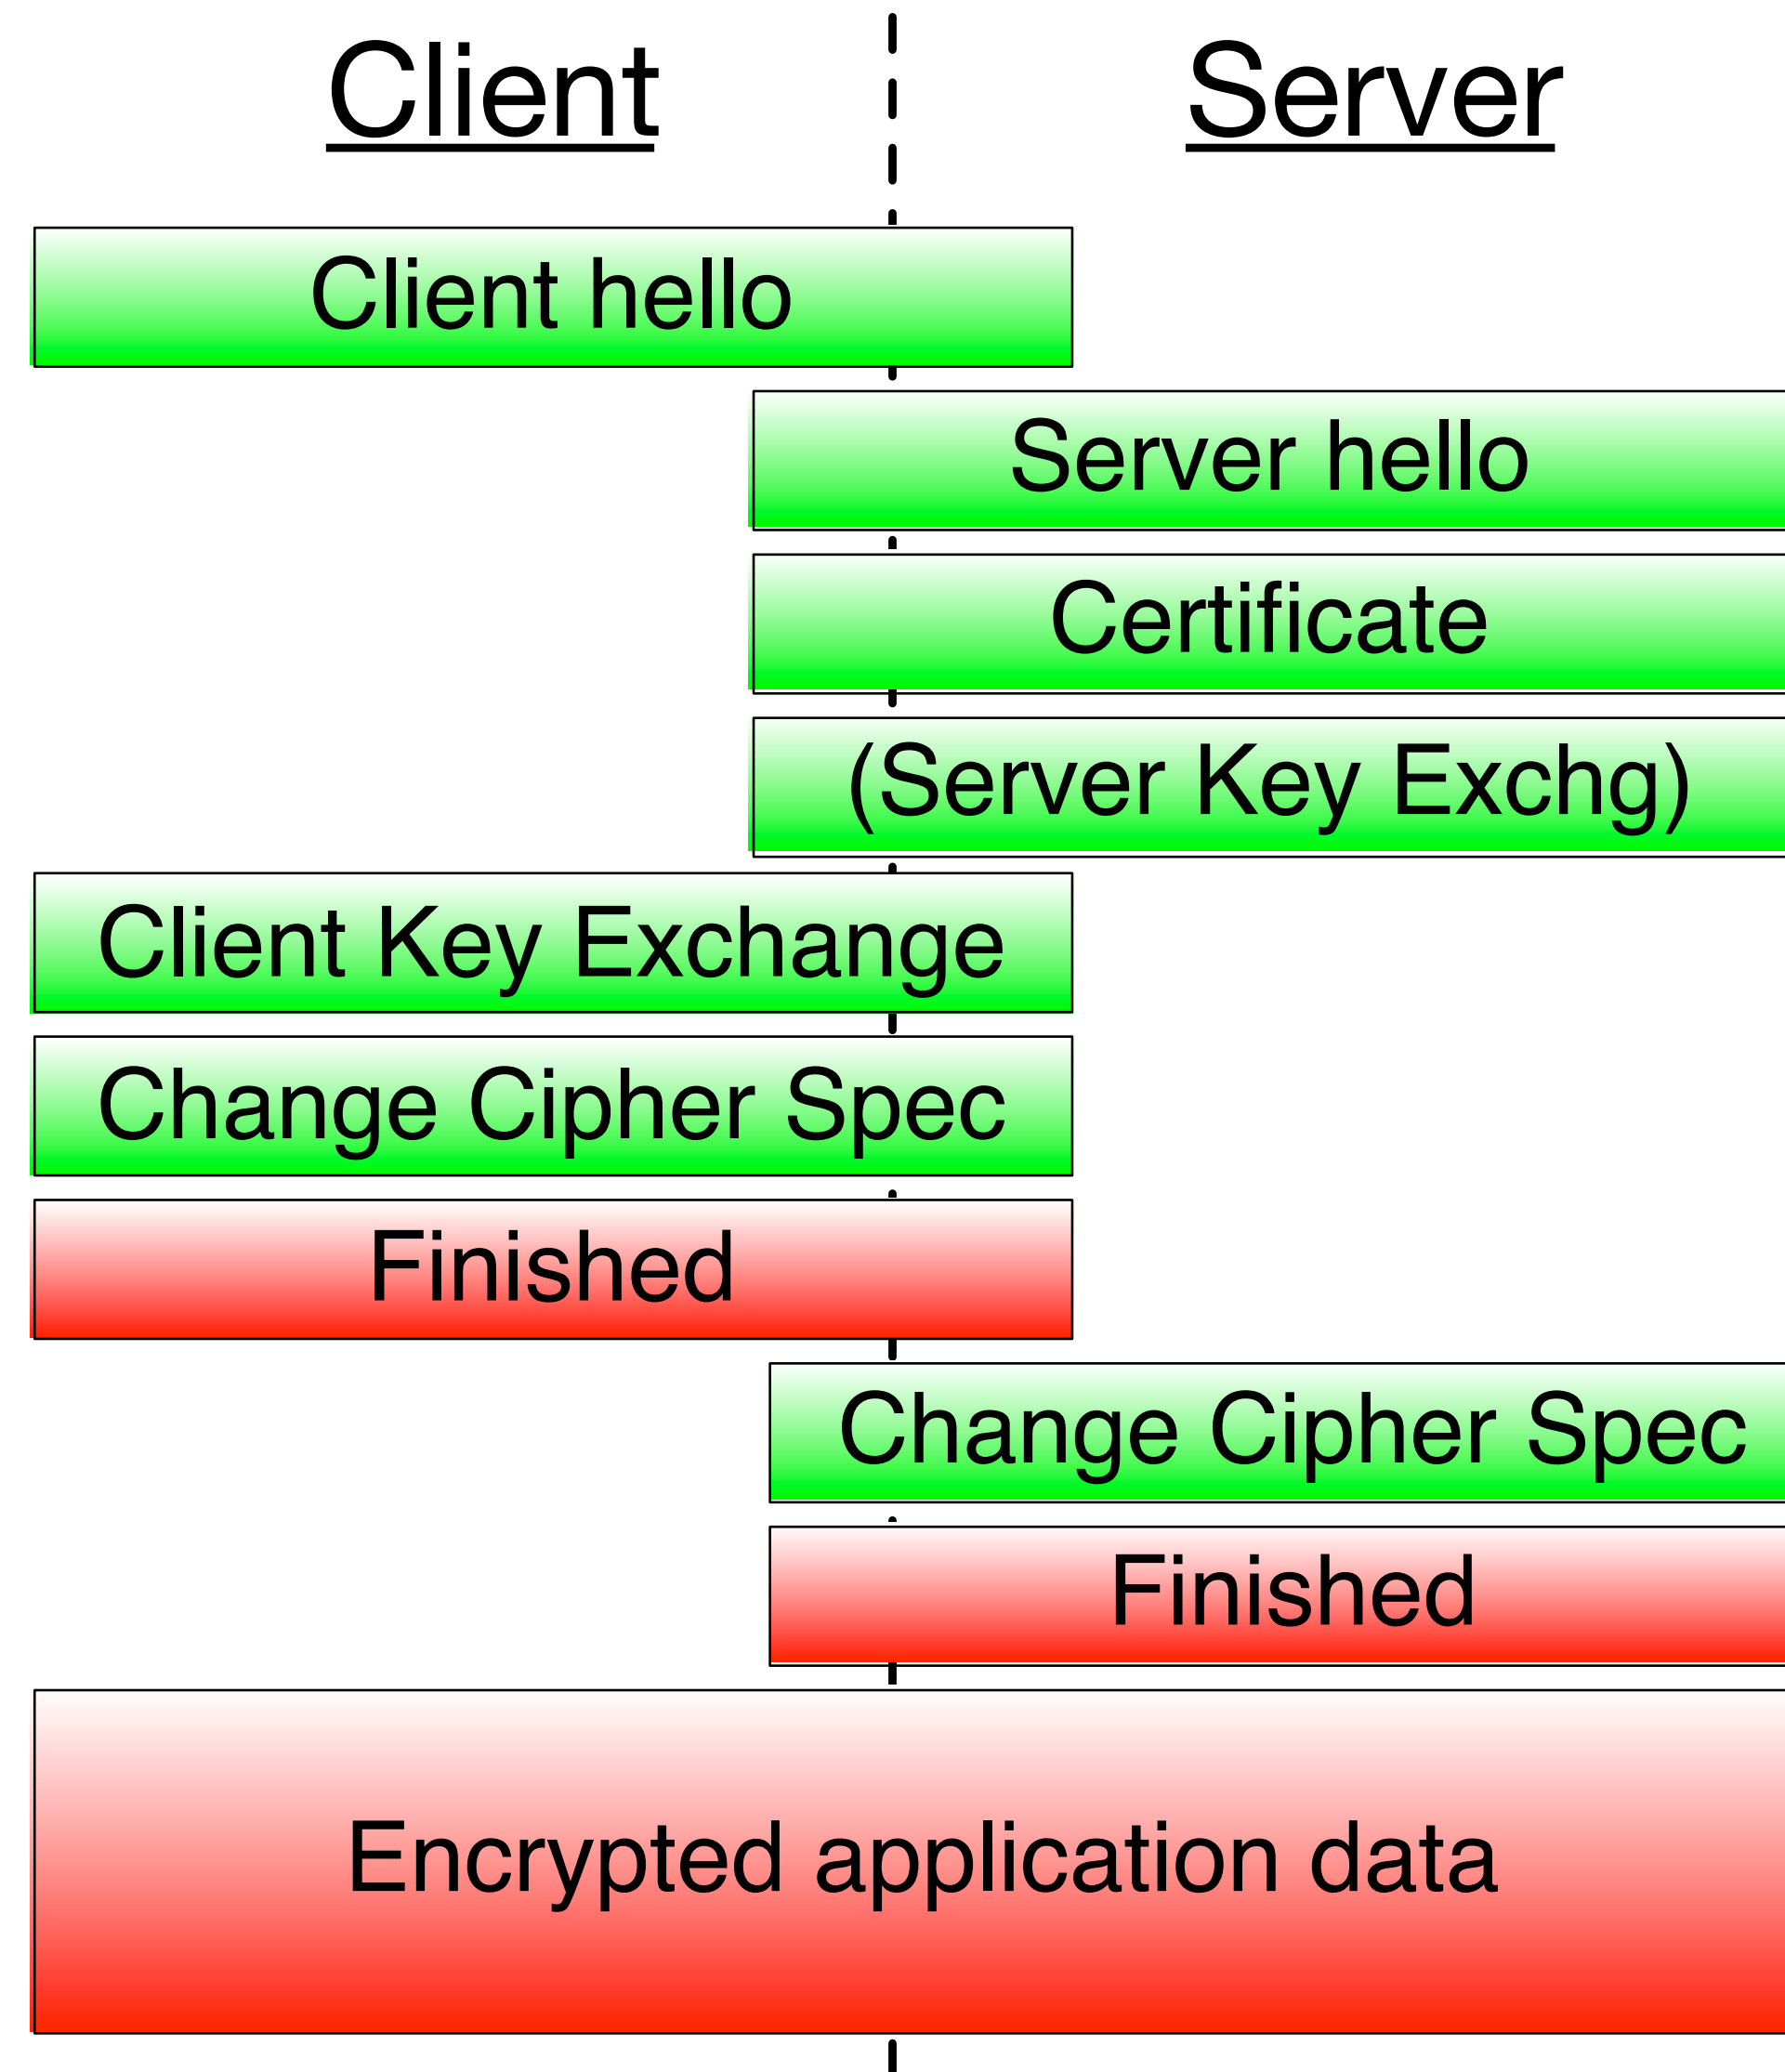 Client
Server
Client hello
Server hello
Certificate
(Server Key Exchg)
Client Key Exchange
Change Cipher Spec
Finished
Change Cipher Spec
Finished
Encrypted application data